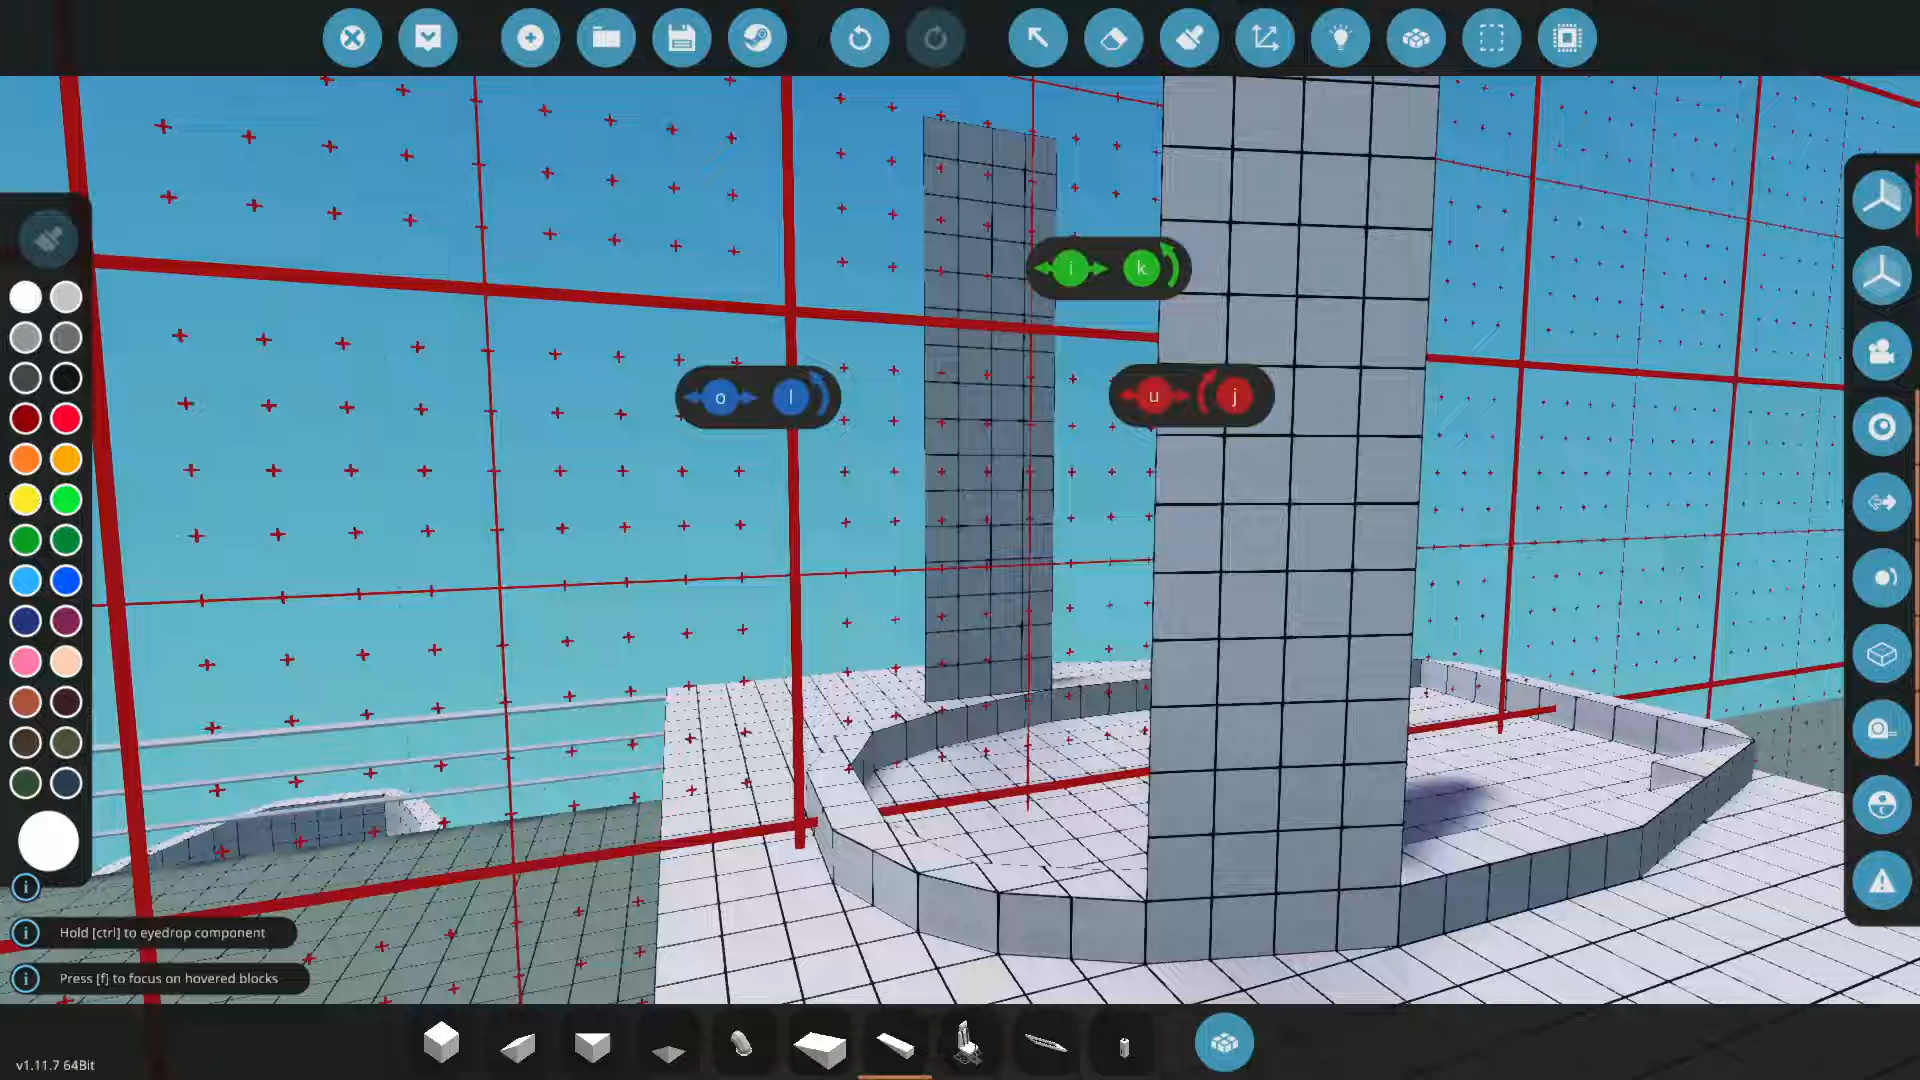 i k
o l
u j
i
i Hold [ctrl] to eyedrop component
i Press [f] to focus on hovered blocks
v1.11.7 64Bit